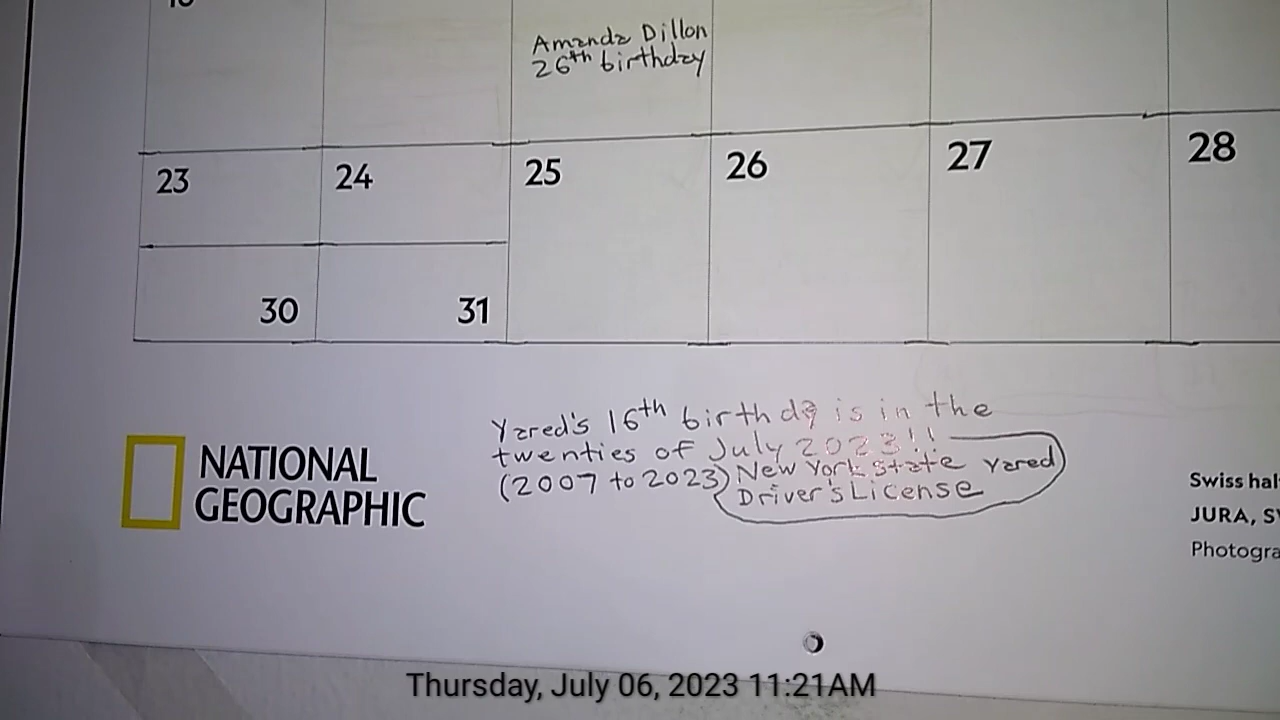 Amanda Dillon
26th birthday
23 24 25 26 27 28
30 31
Yared's 16th birthday is in the
twenties of July 2023!!
(2007 to 2023) New York State Yared
Driver's License
NATIONAL
GEOGRAPHIC
Swiss
JURA,
Thursday, July 06, 2023 11:21AM